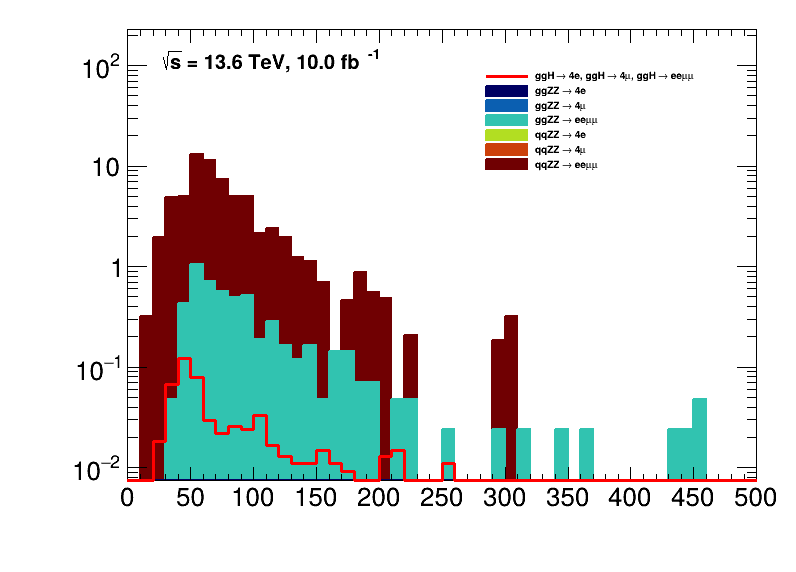 √s = 13.6 TeV, 10.0 fb⁻¹
ggH → 4e, ggH → 4μ, ggH → eeμμ
ggZZ → 4e
ggZZ → 4μ
ggZZ → eeμμ
qqZZ → 4e
qqZZ → 4μ
qqZZ → eeμμ
10²
10
1
10⁻¹
10⁻²
0 50 100 150 200 250 300 350 400 450 500